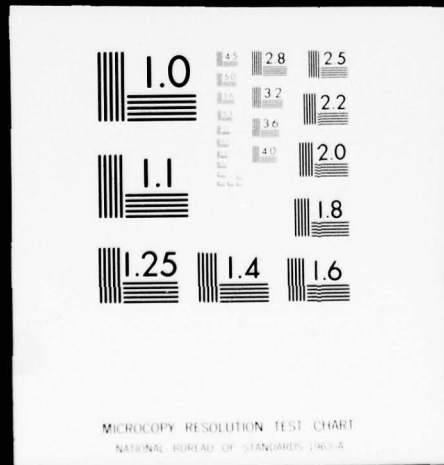 1.0
4.5 2.8 2.5
5.0
3.2 2.2
3.6
4.0 2.0
1.1
1.8
1.25 1.4 1.6
MICROCOPY RESOLUTION TEST CHART
NATIONAL BUREAU OF STANDARDS-1963-A